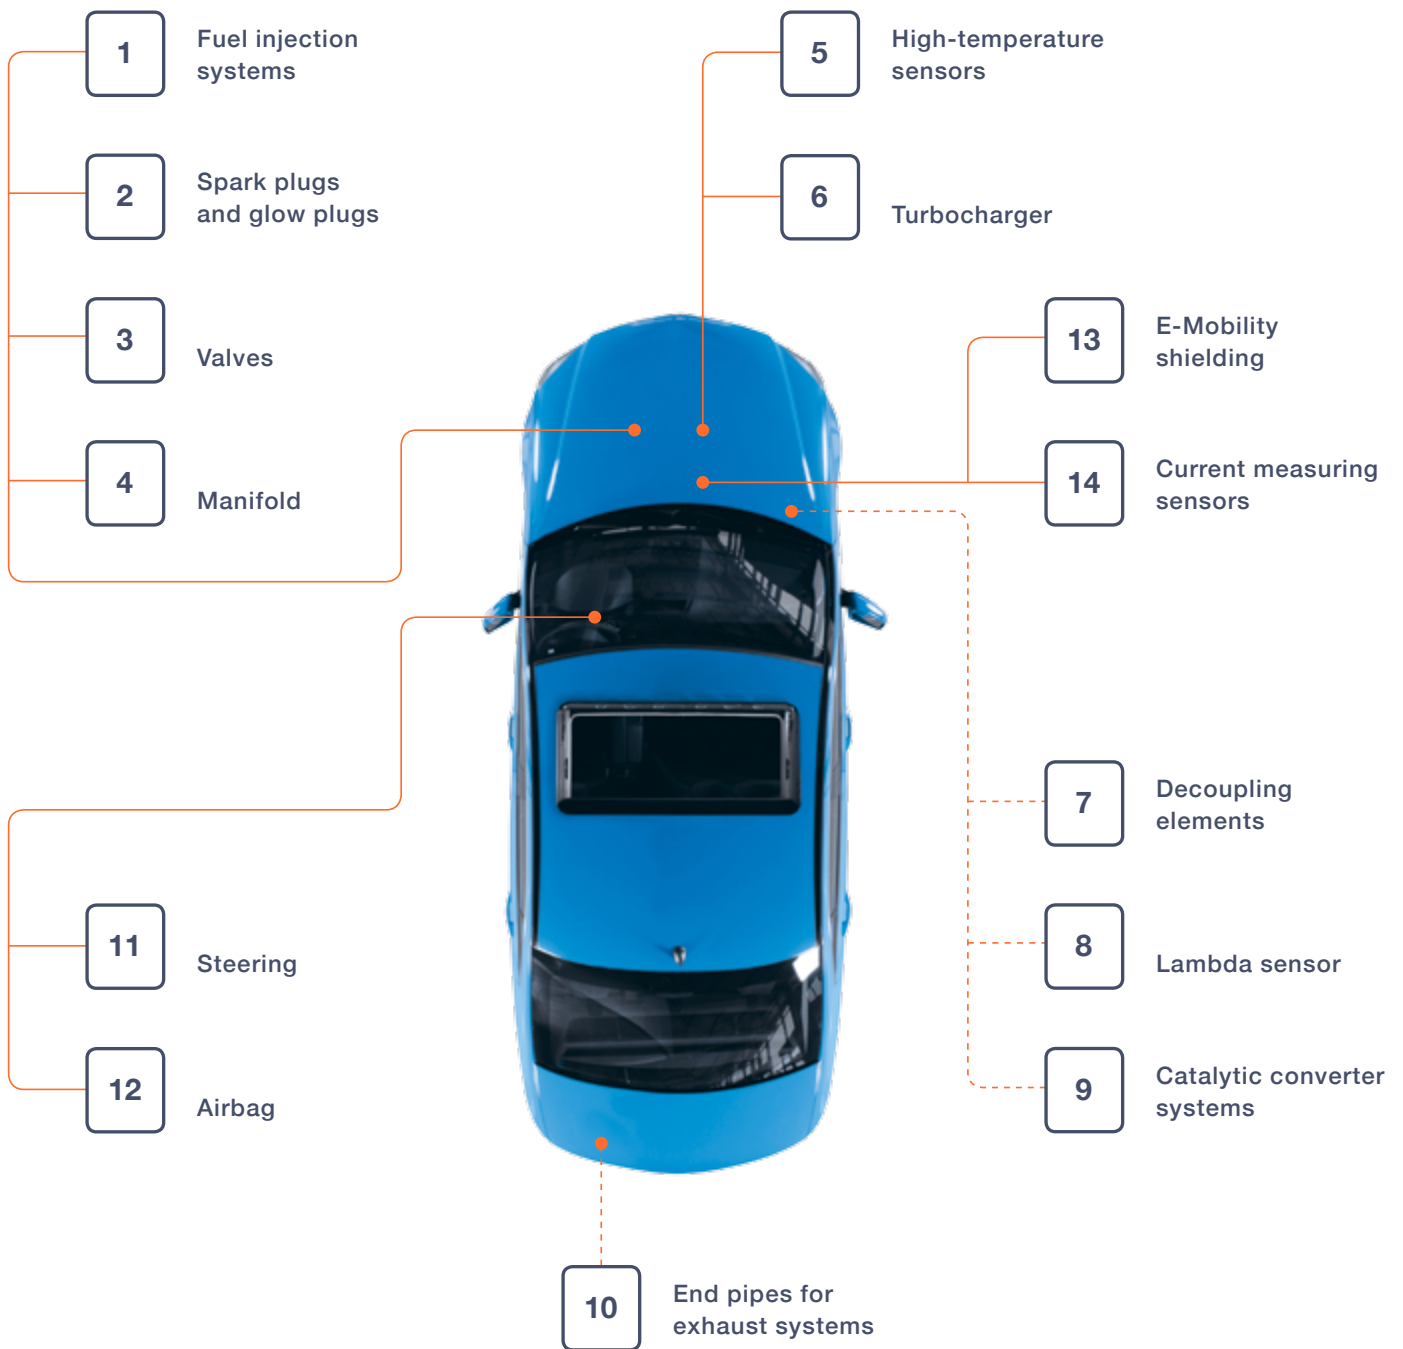 1
Fuel injection
systems
2
Spark plugs
and glow plugs
3
Valves
4
Manifold
5
High-temperature
sensors
6
Turbocharger
13
E-Mobility
shielding
14
Current measuring
sensors
7
Decoupling
elements
8
Lambda sensor
9
Catalytic converter
systems
11
Steering
12
Airbag
10
End pipes for
exhaust systems